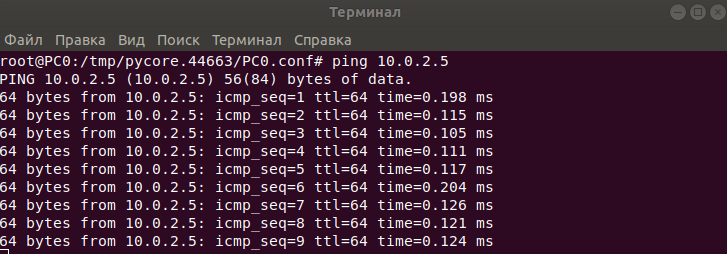 Терминал
Файл Правка Вид Поиск Терминал Справка
root@PC0:/tmp/pycore.44663/PC0.conf# ping 10.0.2.5
PING 10.0.2.5 (10.0.2.5) 56(84) bytes of data.
64 bytes from 10.0.2.5: icmp_seq=1 ttl=64 time=0.198 ms
64 bytes from 10.0.2.5: icmp_seq=2 ttl=64 time=0.115 ms
64 bytes from 10.0.2.5: icmp_seq=3 ttl=64 time=0.105 ms
64 bytes from 10.0.2.5: icmp_seq=4 ttl=64 time=0.111 ms
64 bytes from 10.0.2.5: icmp_seq=5 ttl=64 time=0.117 ms
64 bytes from 10.0.2.5: icmp_seq=6 ttl=64 time=0.204 ms
64 bytes from 10.0.2.5: icmp_seq=7 ttl=64 time=0.126 ms
64 bytes from 10.0.2.5: icmp_seq=8 ttl=64 time=0.121 ms
64 bytes from 10.0.2.5: icmp_seq=9 ttl=64 time=0.124 ms